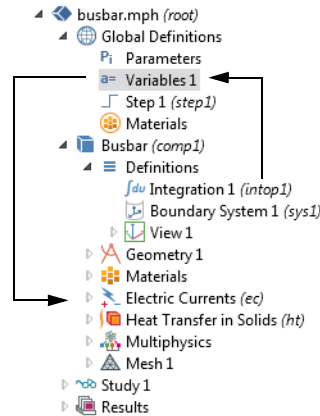 busbar.mph (root)
Global Definitions
Pi Parameters
a= Variables 1
Step 1 (step1)
Materials
Busbar (comp1)
Definitions
∫du Integration 1 (intop1)
Boundary System 1 (sys1)
View 1
Geometry 1
Materials
Electric Currents (ec)
Heat Transfer in Solids (ht)
Multiphysics
Mesh 1
Study 1
Results